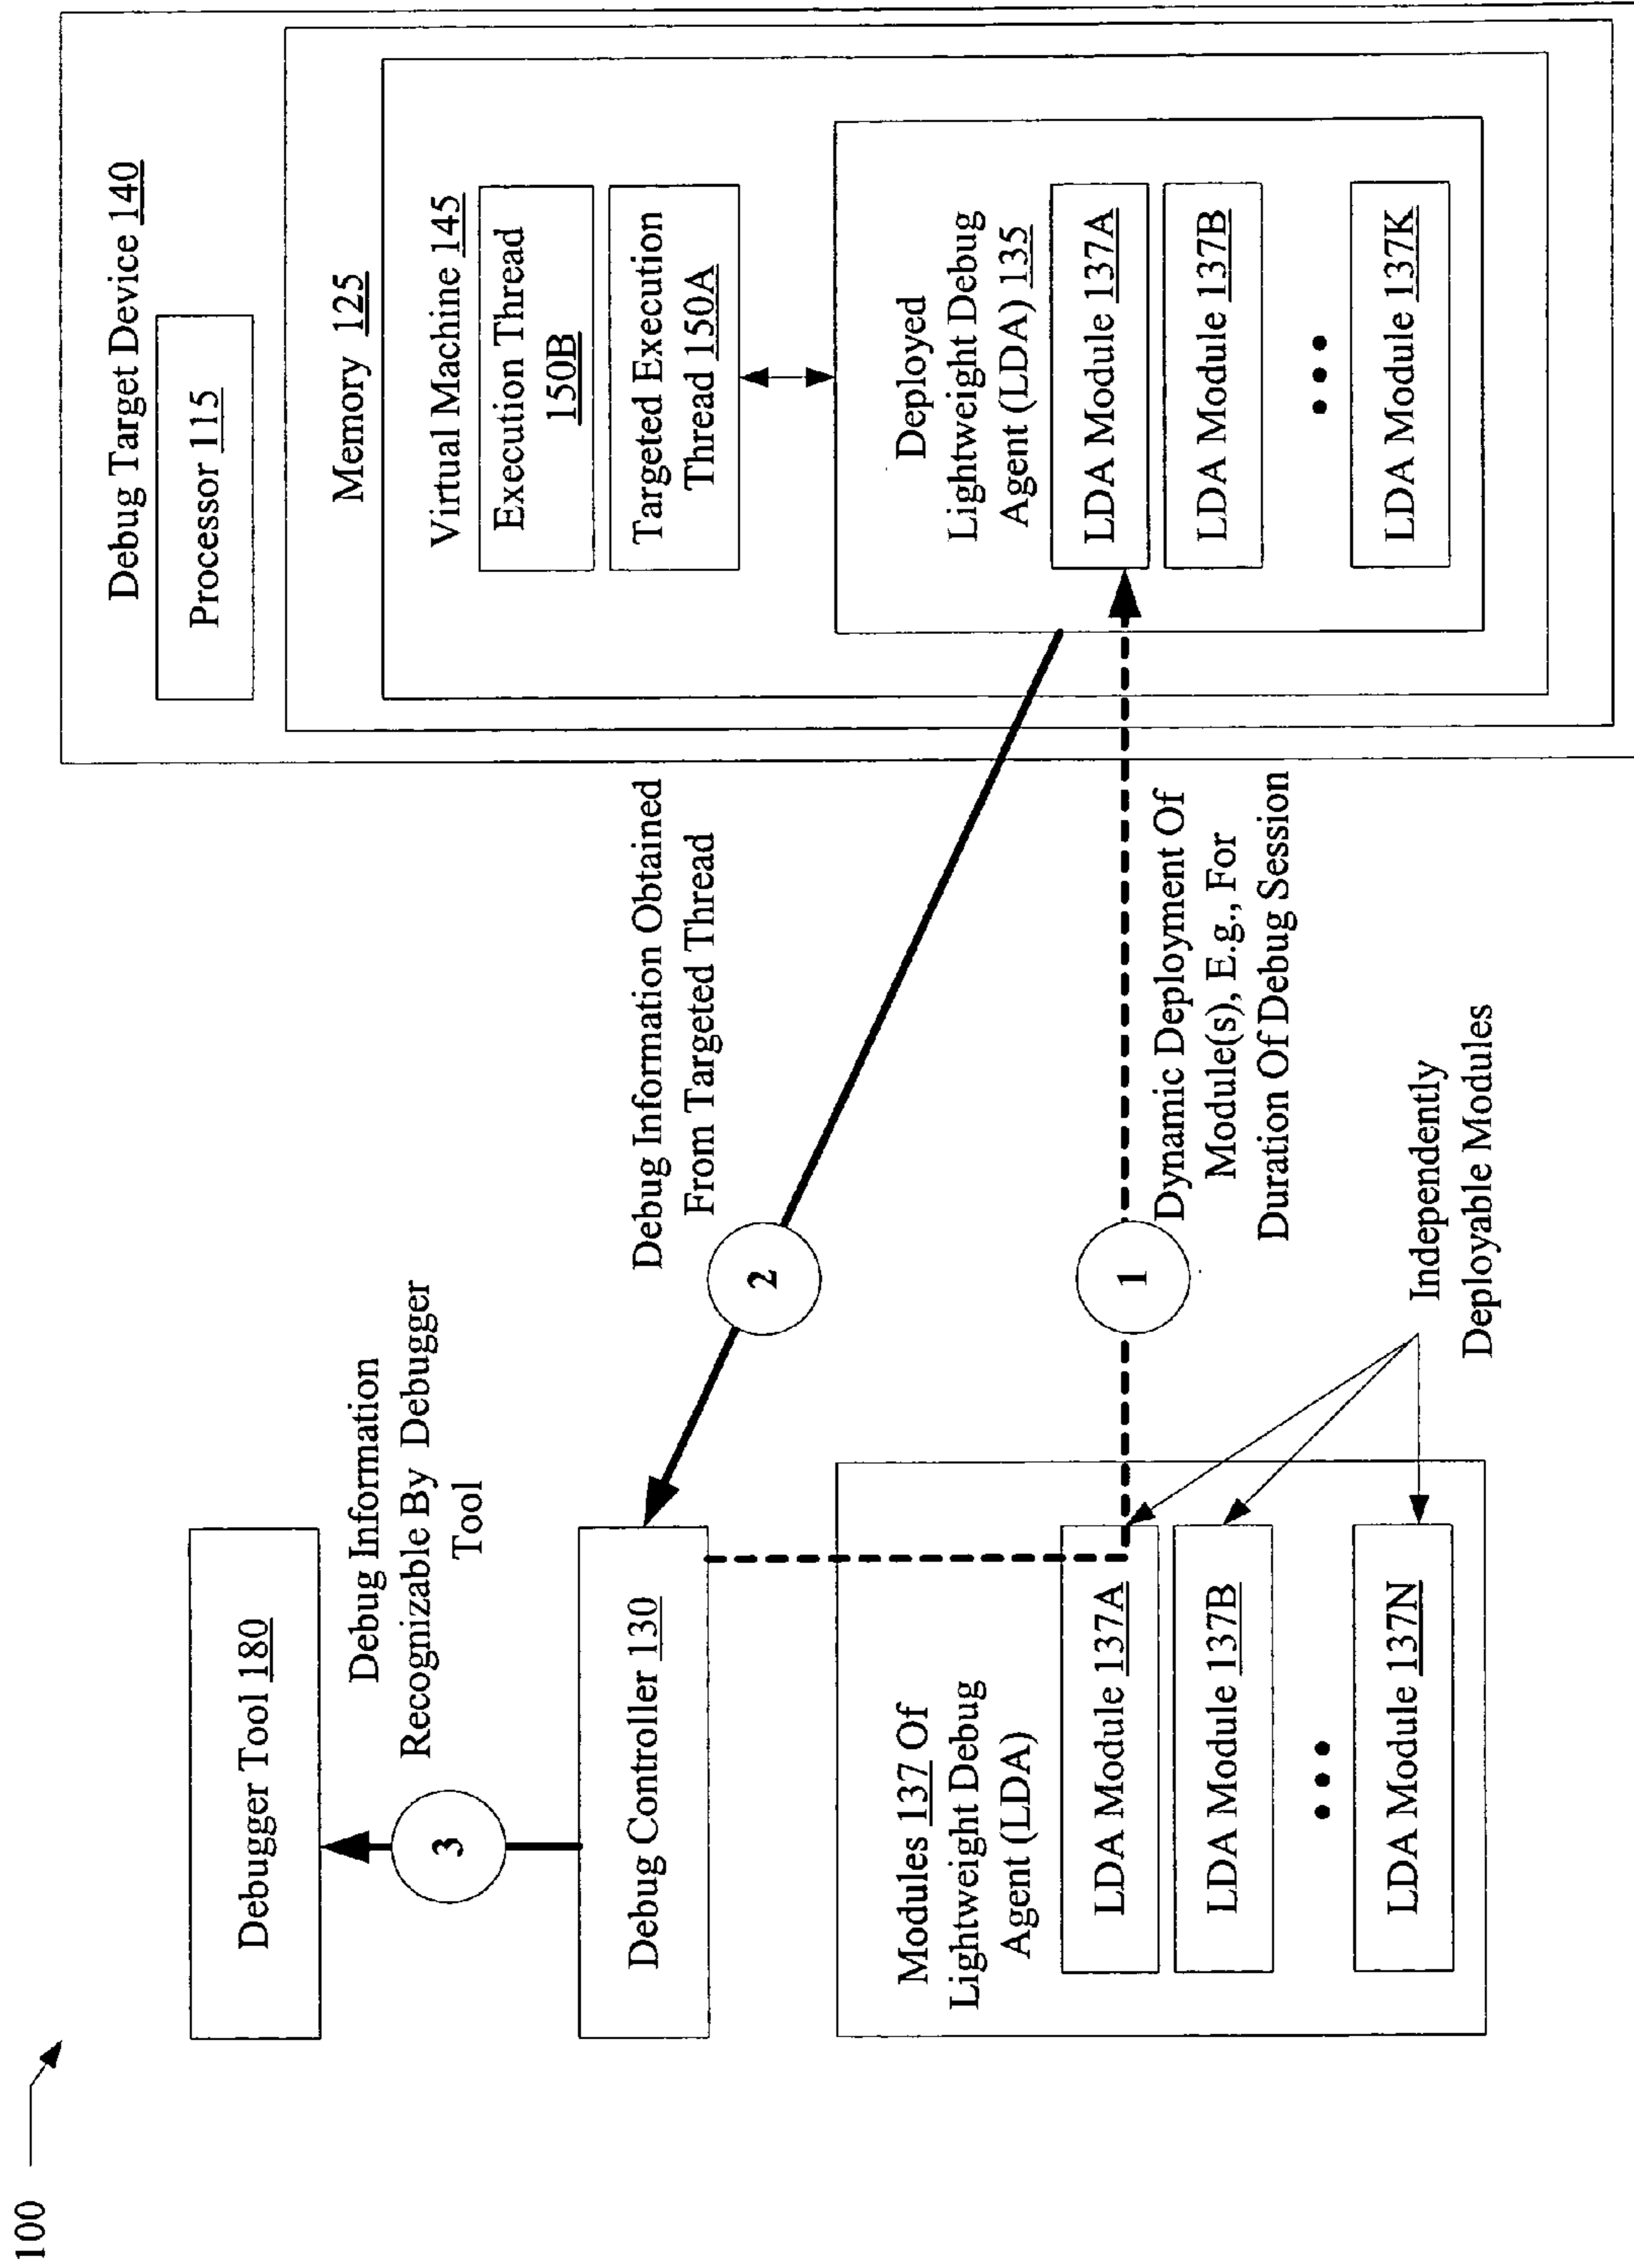 100
Debugger Tool 180
Debug Information
Recognizable By Debugger
Tool
3
Debug Controller 130
Modules 137 Of
Lightweight Debug
Agent (LDA)
LDA Module 137A
LDA Module 137B
•••
LDA Module 137N
Independently
Deployable Modules
Debug Information Obtained
From Targeted Thread
2
1
Dynamic Deployment Of
Module(s), E.g., For
Duration Of Debug Session
Debug Target Device 140
Processor 115
Memory 125
Virtual Machine 145
Execution Thread
150B
Targeted Execution
Thread 150A
Deployed
Lightweight Debug
Agent (LDA) 135
LDA Module 137A
LDA Module 137B
•••
LDA Module 137K